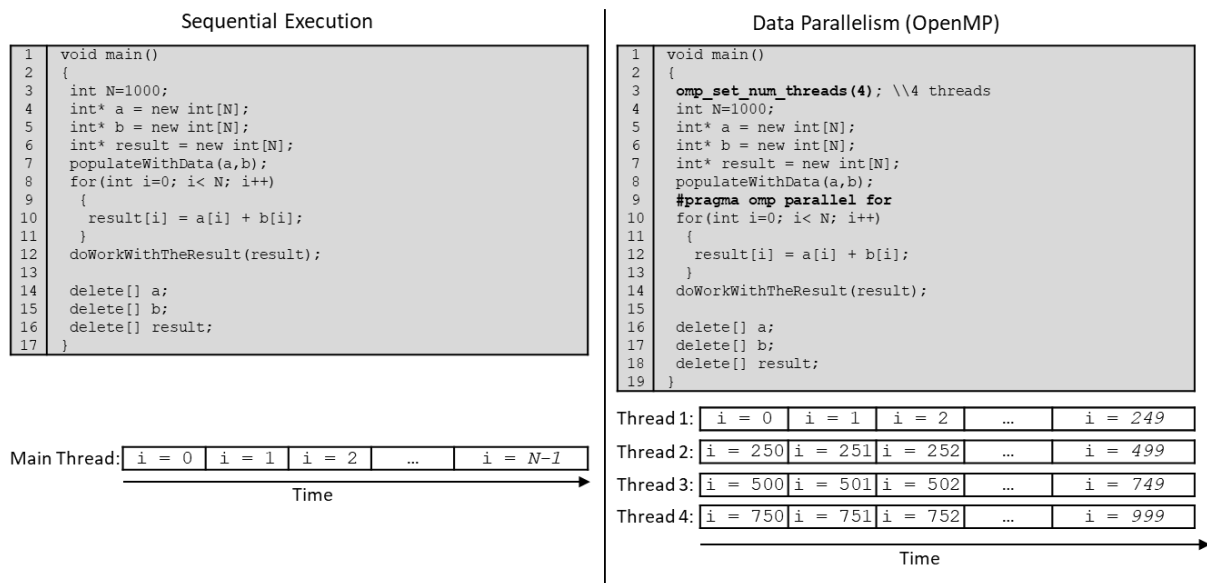 Sequential Execution
1 void main()
2 {
3 int N=1000;
4 int* a = new int[N];
5 int* b = new int[N];
6 int* result = new int[N];
7 populateWithData(a,b);
8 for(int i=0; i< N; i++)
9 {
10 result[i] = a[i] + b[i];
11 }
12 doWorkWithTheResult(result);
13
14 delete[] a;
15 delete[] b;
16 delete[] result;
17 }
Main Thread: i = 0 i = 1 i = 2 ... i = N-1
Time
Data Parallelism (OpenMP)
1 void main()
2 {
3 omp_set_num_threads(4); \\4 threads
4 int N=1000;
5 int* a = new int[N];
6 int* b = new int[N];
7 int* result = new int[N];
8 populateWithData(a,b);
9 #pragma omp parallel for
10 for(int i=0; i< N; i++)
11 {
12 result[i] = a[i] + b[i];
13 }
14 doWorkWithTheResult(result);
15
16 delete[] a;
17 delete[] b;
18 delete[] result;
19 }
Thread 1: i = 0 i = 1 i = 2 ... i = 249
Thread 2: i = 250 i = 251 i = 252 ... i = 499
Thread 3: i = 500 i = 501 i = 502 ... i = 749
Thread 4: i = 750 i = 751 i = 752 ... i = 999
Time